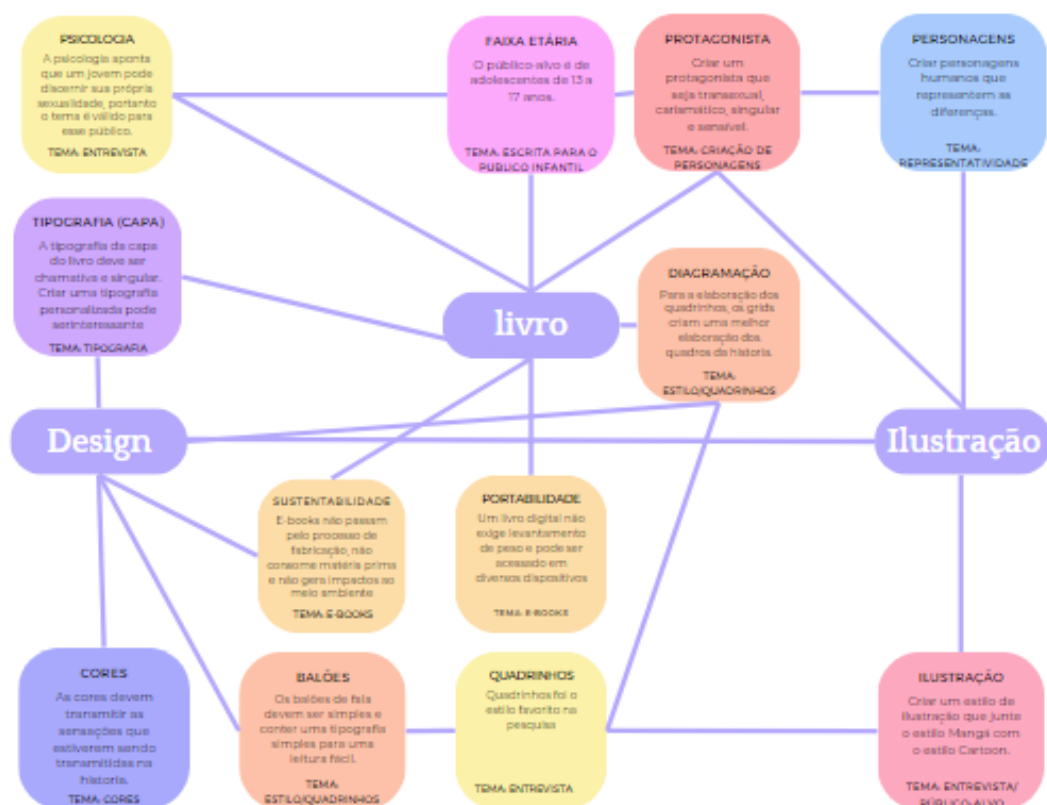 PSICOLOGIA
A psicologia aponta
que um jovem pode
discernir sua própria
sexualidade, portanto
o tema é válido para
esse público.
TEMA: ENTREVISTA
FAIXA ETÁRIA
O público-alvo é de
adolescentes de 13 a
17 anos.
TEMA: ESCRITA PARA O
PUBLICO INFANTIL
PROTAGONISTA
Criar um
protagonista que
seja transexual,
carismático, singular
e sensível.
TEMA: CRIAÇÃO DE
PERSONAGENS
PERSONAGENS
Criar personagens
humanos que
representem as
diferenças.
TEMA:
REPRESENTATIVIDADE
TIPOGRAFIA (CAPA)
A tipografia da capa
do livro deve ser
chamativa e singular.
Criar uma tipografia
personalizada pode
serinteressante
TEMA: TIPOGRAFIA
livro
DIAGRAMAÇÃO
Para a elaboração dos
quadrinhos, os grids
criam uma melhor
elaboração dos
quadros da historia.
TEMA:
ESTILO/QUADRINHOS
Design
Ilustração
SUSTENTABILIDADE
E-books não passam
pelo processo de
fabricação, não
consome matéria prima
e não gera impactos ao
meio ambiente
TEMA: E-BOOKS
PORTABILIDADE
Um livro digital não
exige levantamento
de peso e pode ser
acessado em
diversos dispositivos
TEMA: E-BOOKS
CORES
As cores devem
transmitir as
sensações que
estiverem sendo
transmitidas na
historia.
TEMA: CORES
BALÕES
Os balões de fala
devem ser simples e
conter uma tipografia
simples para uma
leitura fácil.
TEMA:
ESTILO/QUADRINHOS
QUADRINHOS
Quadrinhos foi o
estilo favorito na
pesquisa
TEMA: ENTREVISTA
ILUSTRAÇÃO
Criar um estilo de
ilustração que junte
o estilo Mangá com
o estilo Cartoon.
TEMA: ENTREVISTA/
PÚBLICO-ALVO